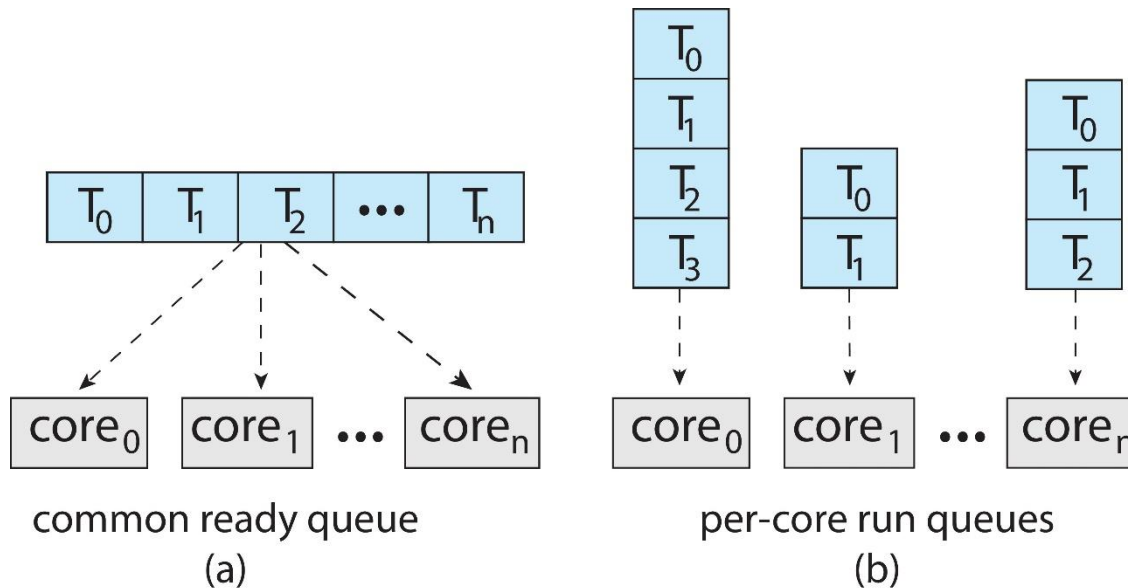 T0 T1 T2 ••• Tn
core0 core1 ••• coren
common ready queue
(a)
T0
T1
T2
T3
T0
T1
T0
T1
T2
core0 core1 ••• coren
per-core run queues
(b)